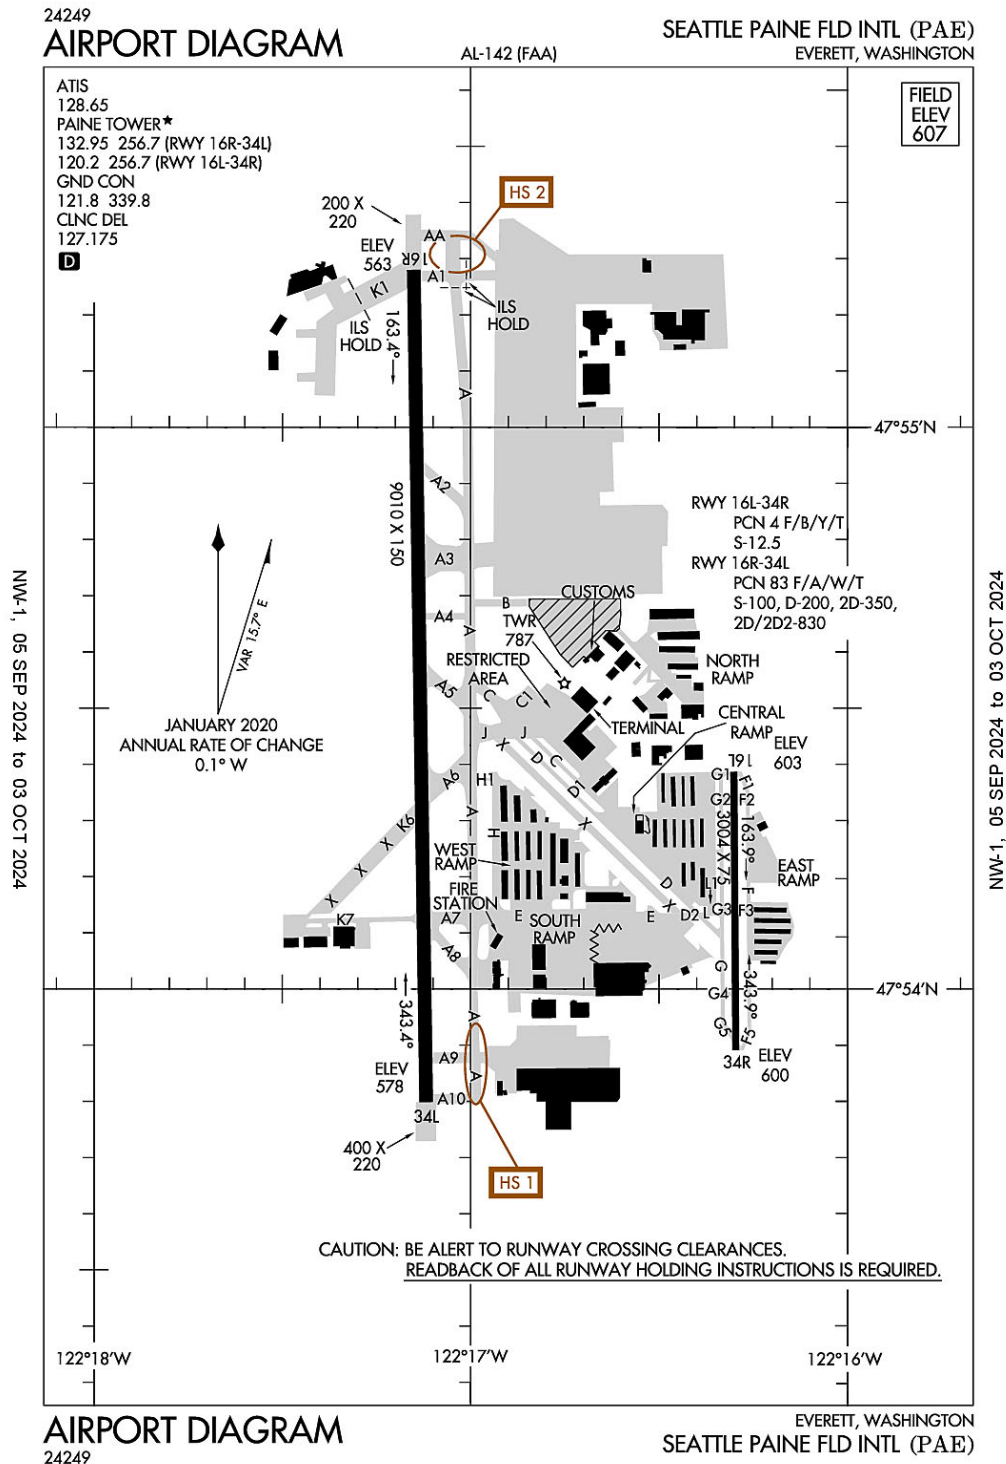 24249
AIRPORT DIAGRAM
AL-142 (FAA)
SEATTLE PAINE FLD INTL (PAE)
EVERETT, WASHINGTON
ATIS
128.65
PAINE TOWER★
132.95 256.7 (RWY 16R-34L)
120.2 256.7 (RWY 16L-34R)
GND CON
121.8 339.8
CLNC DEL
127.175
D
FIELD
ELEV
607
HS 2
200 X
220
AA
ELEV
563
16R
A1
K1
ILS
HOLD
ILS
HOLD
163.4°
A
47°55'N
A2
9010 X 150
A3
RWY 16L-34R
PCN 4 F/B/Y/T
S-12.5
RWY 16R-34L
PCN 83 F/A/W/T
S-100, D-200, 2D-350,
2D/2D2-830
VAR 15.7° E
JANUARY 2020
ANNUAL RATE OF CHANGE
0.1° W
CUSTOMS
B
A4
TWR
787
A
RESTRICTED
AREA
NORTH
RAMP
A5
C
C1
TERMINAL
CENTRAL
RAMP
J
J
X
D
C
ELEV
603
16L
A6
H1
D1
G1
F1
G2
F2
A
K6
X
H
X
3004 X 75
163.9°
X
X
WEST
RAMP
EAST
RAMP
FIRE
STATION
D
X
L1
F
K7
A7
E
SOUTH
RAMP
E
D2
L
G3
F3
A8
G
G4
343.9°
47°54'N
343.4°
A
G5
F5
34R
ELEV
600
A9
A
ELEV
578
A10
34L
400 X
220
HS 1
CAUTION: BE ALERT TO RUNWAY CROSSING CLEARANCES.
READBACK OF ALL RUNWAY HOLDING INSTRUCTIONS IS REQUIRED.
122°18'W
122°17'W
122°16'W
NW-1, 05 SEP 2024 to 03 OCT 2024
NW-1, 05 SEP 2024 to 03 OCT 2024
AIRPORT DIAGRAM
24249
EVERETT, WASHINGTON
SEATTLE PAINE FLD INTL (PAE)